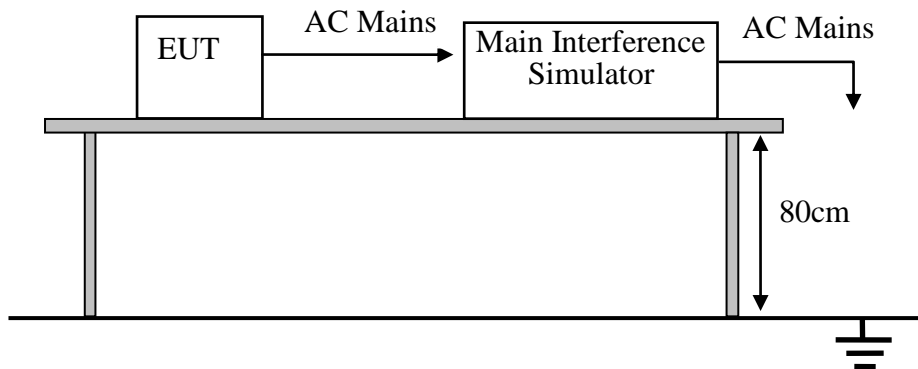 EUT
AC Mains
Main Interference
Simulator
AC Mains
80cm